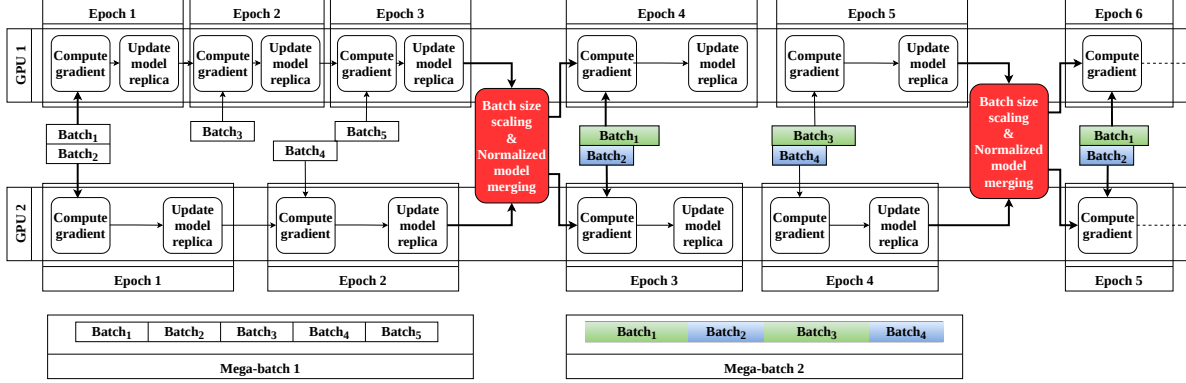 Epoch 1
Epoch 2
Epoch 3
Epoch 4
Epoch 5
Epoch 6
GPU 1
Compute
gradient
Update
model
replica
Compute
gradient
Update
model
replica
Compute
gradient
Update
model
replica
Compute
gradient
Update
model
replica
Compute
gradient
Update
model
replica
Compute
gradient
Batch1
Batch2
Batch3
Batch4
Batch5
Batch size
scaling
&
Normalized
model
merging
Batch1
Batch2
Batch3
Batch4
Batch size
scaling
&
Normalized
model
merging
Batch1
Batch2
GPU 2
Compute
gradient
Update
model
replica
Compute
gradient
Update
model
replica
Compute
gradient
Update
model
replica
Compute
gradient
Update
model
replica
Compute
gradient
Epoch 1
Epoch 2
Epoch 3
Epoch 4
Epoch 5
Batch1 Batch2 Batch3 Batch4 Batch5
Mega-batch 1
Batch1 Batch2 Batch3 Batch4
Mega-batch 2